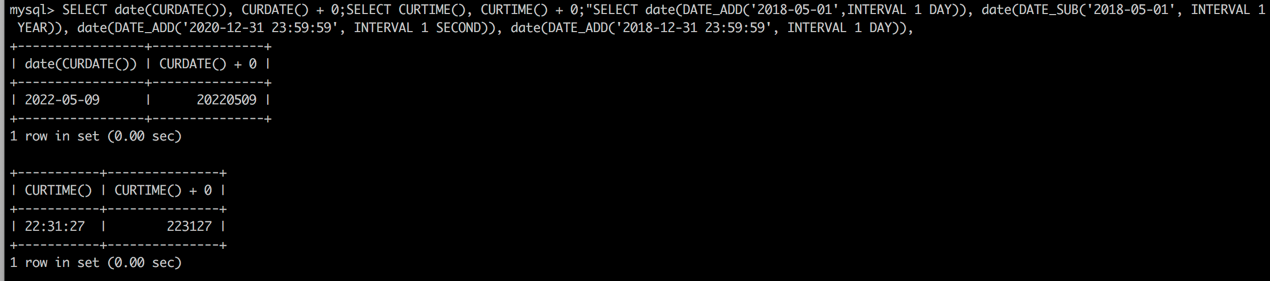 mysql> SELECT date(CURDATE()), CURDATE() + 0;SELECT CURTIME(), CURTIME() + 0;"SELECT date(DATE_ADD('2018-05-01',INTERVAL 1 DAY)), date(DATE_SUB('2018-05-01', INTERVAL 1
 YEAR)), date(DATE_ADD('2020-12-31 23:59:59', INTERVAL 1 SECOND)), date(DATE_ADD('2018-12-31 23:59:59', INTERVAL 1 DAY)),
+-----------------+---------------+
| date(CURDATE()) | CURDATE() + 0 |
+-----------------+---------------+
| 2022-05-09      |      20220509 |
+-----------------+---------------+
1 row in set (0.00 sec)

+-----------+---------------+
| CURTIME() | CURTIME() + 0 |
+-----------+---------------+
| 22:31:27  |        223127 |
+-----------+---------------+
1 row in set (0.00 sec)